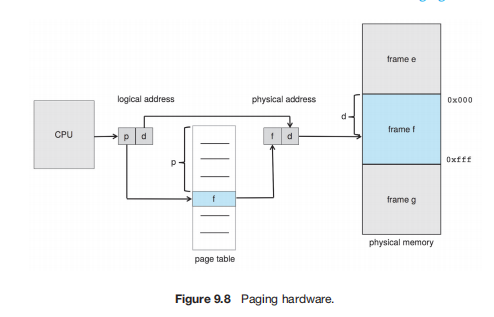 logical address
physical address
CPU
p d
f d
p
f
page table
d
frame e
0x000
frame f
0xfff
frame g
physical memory
Figure 9.8 Paging hardware.